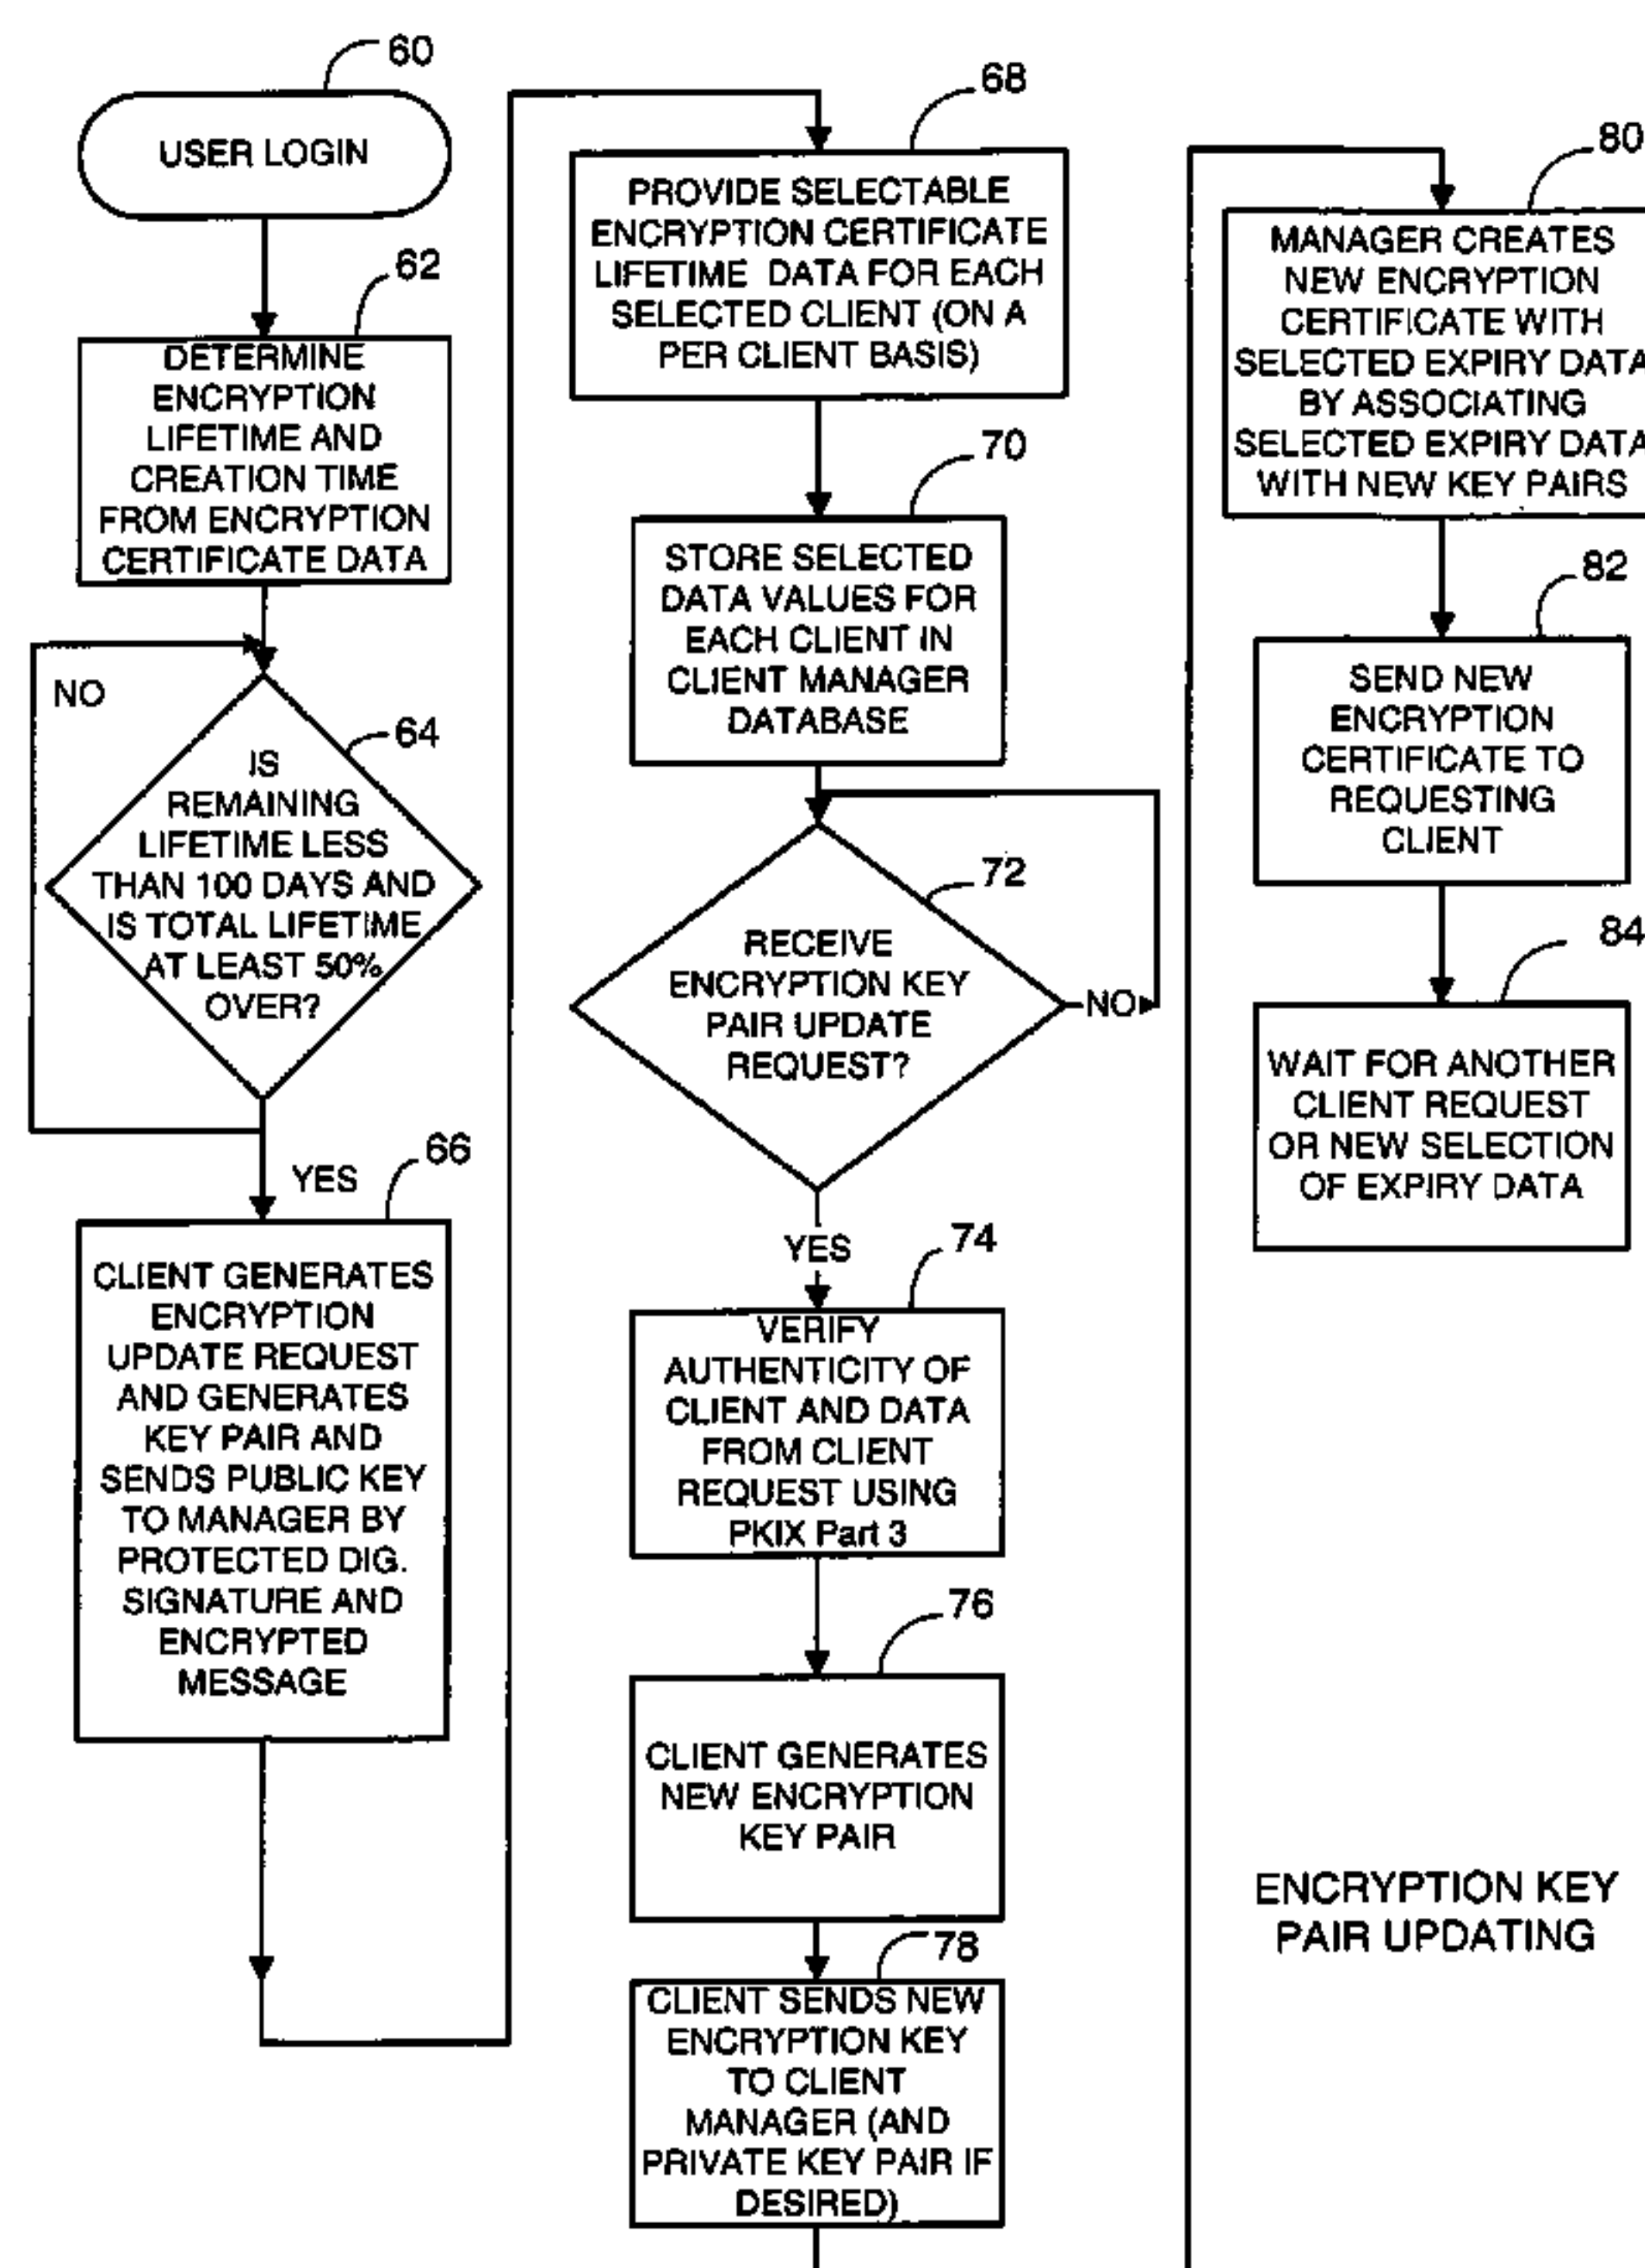 60
USER LOGIN
62
DETERMINE
ENCRYPTION
LIFETIME AND
CREATION TIME
FROM ENCRYPTION
CERTIFICATE DATA
NO
64
IS
REMAINING
LIFETIME LESS
THAN 100 DAYS AND
IS TOTAL LIFETIME
AT LEAST 50%
OVER?
YES
66
CLIENT GENERATES
ENCRYPTION
UPDATE REQUEST
AND GENERATES
KEY PAIR AND
SENDS PUBLIC KEY
TO MANAGER BY
PROTECTED DIG.
SIGNATURE AND
ENCRYPTED
MESSAGE
68
PROVIDE SELECTABLE
ENCRYPTION CERTIFICATE
LIFETIME DATA FOR EACH
SELECTED CLIENT (ON A
PER CLIENT BASIS)
70
STORE SELECTED
DATA VALUES FOR
EACH CLIENT IN
CLIENT MANAGER
DATABASE
72
RECEIVE
ENCRYPTION KEY
PAIR UPDATE
REQUEST?
NO
YES
74
VERIFY
AUTHENTICITY OF
CLIENT AND DATA
FROM CLIENT
REQUEST USING
PKIX Part 3
76
CLIENT GENERATES
NEW ENCRYPTION
KEY PAIR
78
CLIENT SENDS NEW
ENCRYPTION KEY
TO CLIENT
MANAGER (AND
PRIVATE KEY PAIR IF
DESIRED)
80
MANAGER CREATES
NEW ENCRYPTION
CERTIFICATE WITH
SELECTED EXPIRY DATA
BY ASSOCIATING
SELECTED EXPIRY DATA
WITH NEW KEY PAIRS
82
SEND NEW
ENCRYPTION
CERTIFICATE TO
REQUESTING
CLIENT
84
WAIT FOR ANOTHER
CLIENT REQUEST
OR NEW SELECTION
OF EXPIRY DATA
ENCRYPTION KEY
PAIR UPDATING